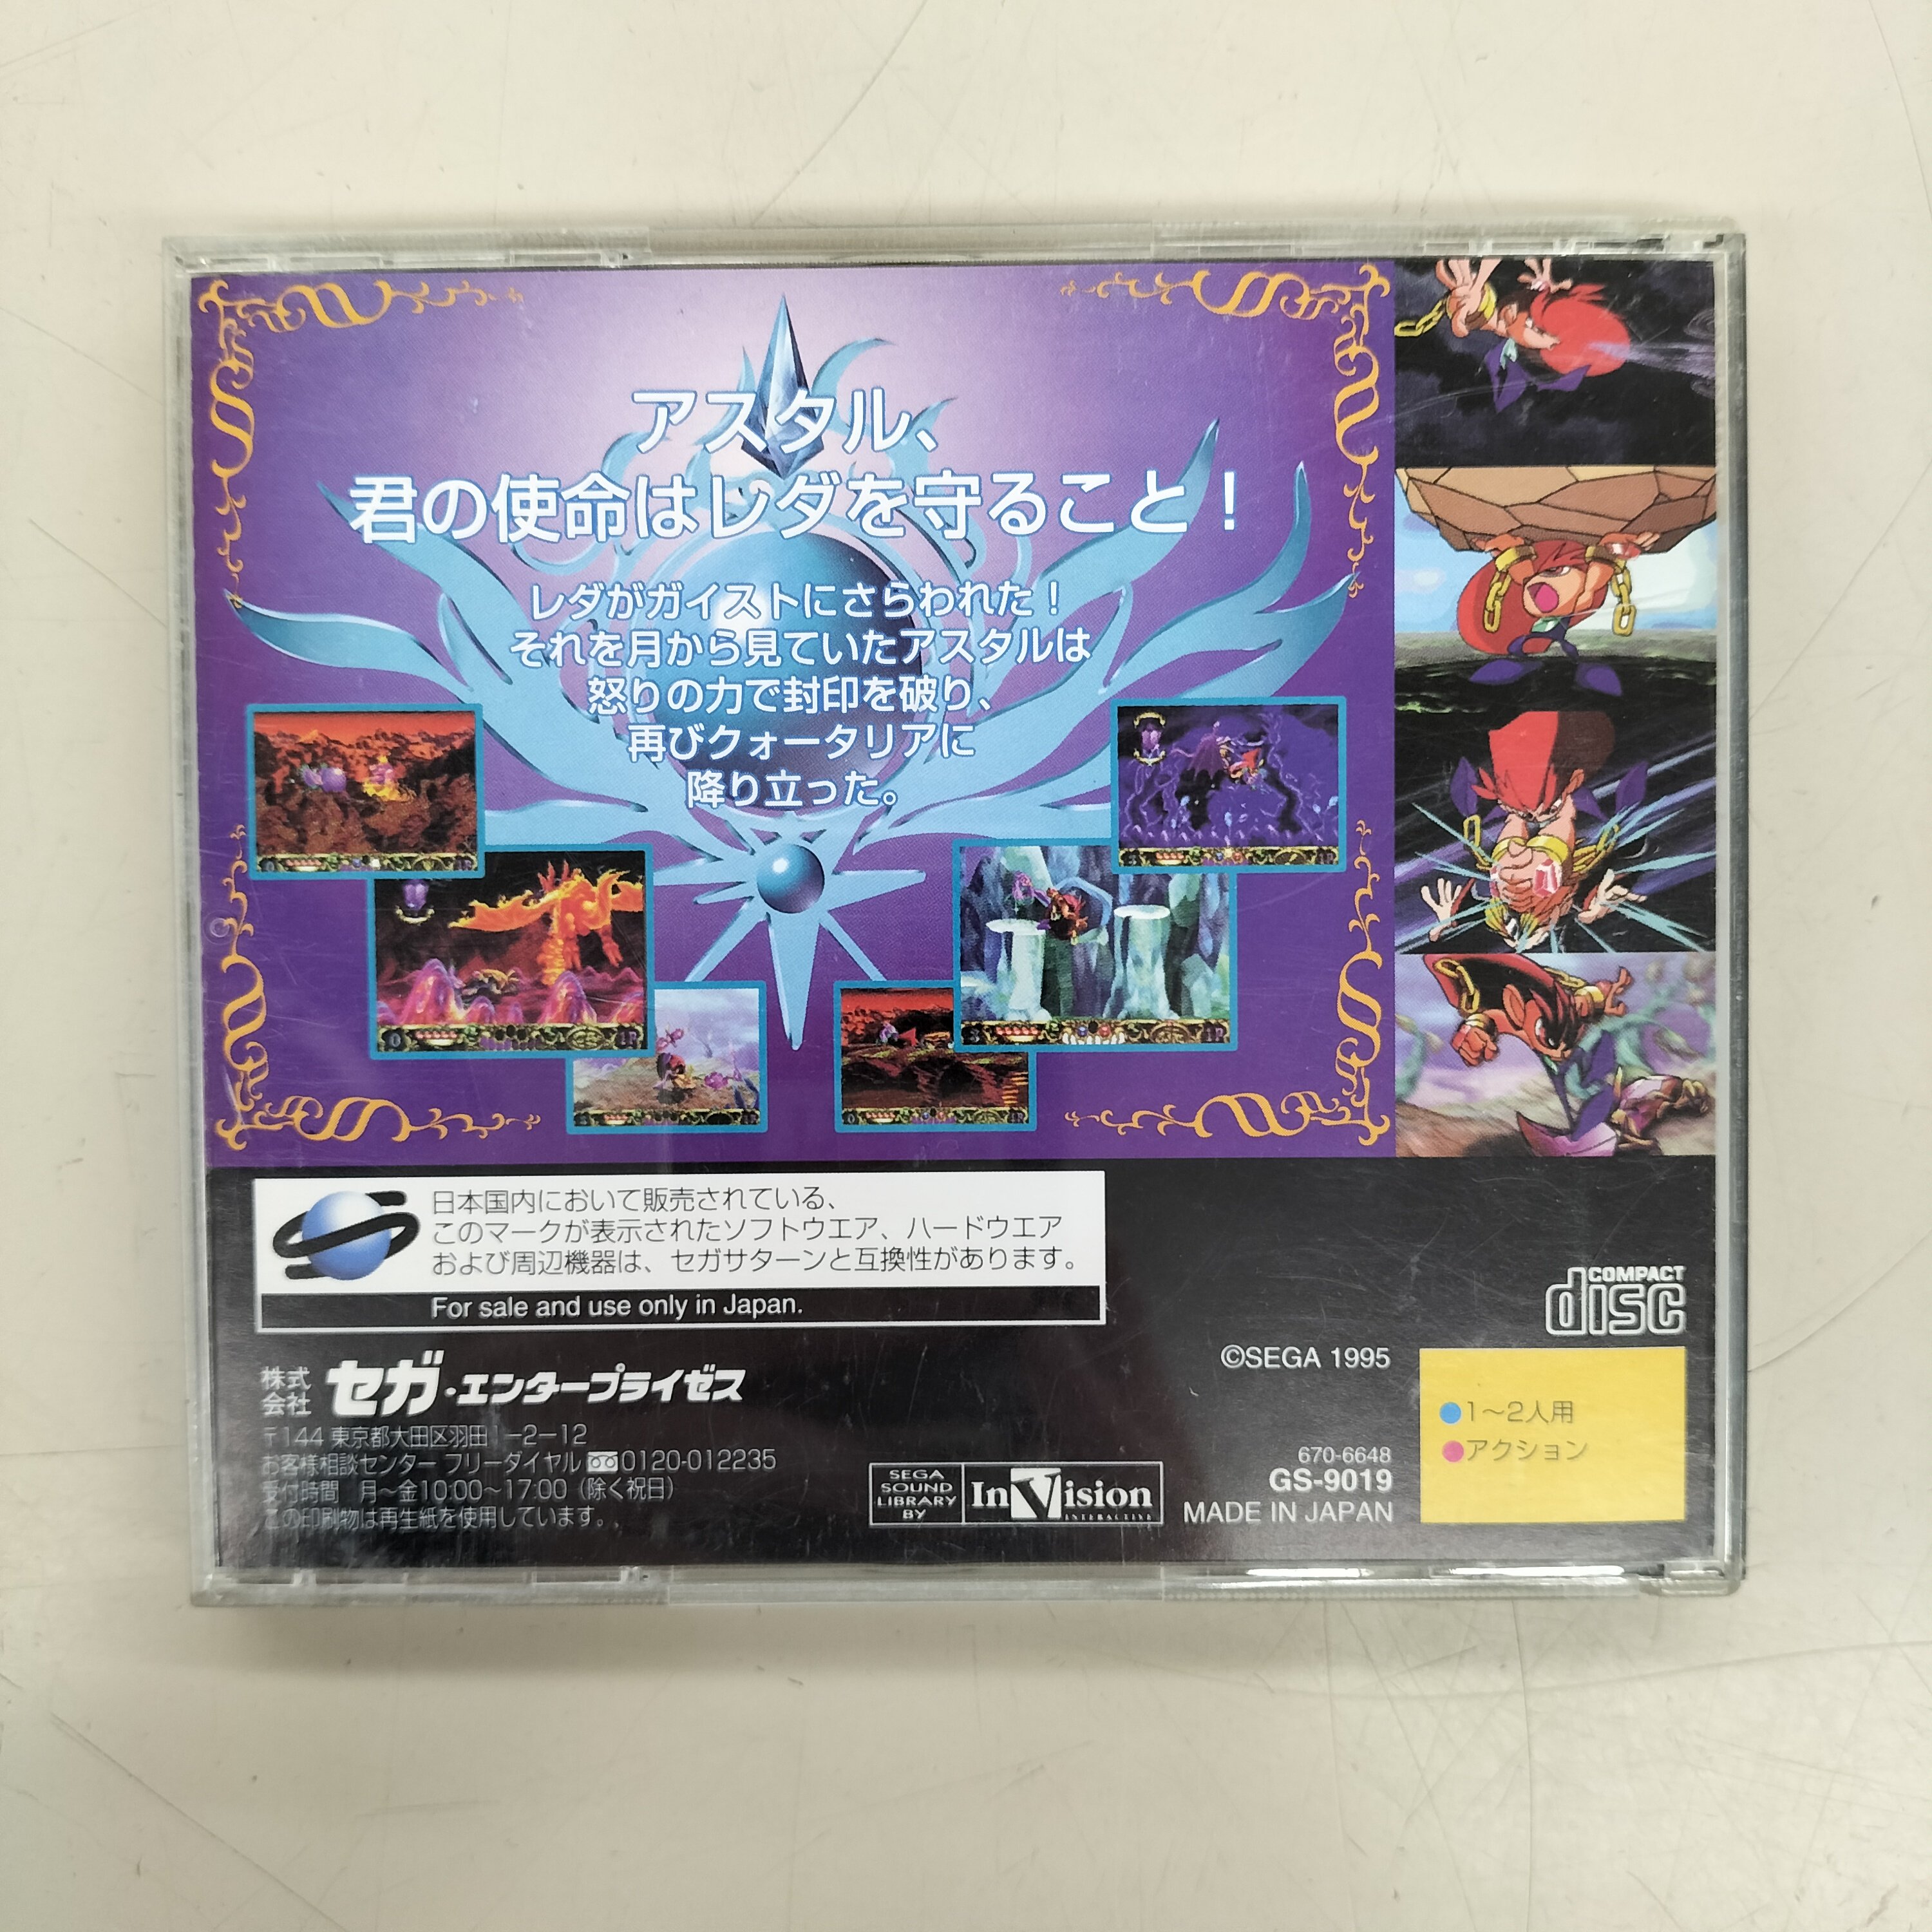 アスタル、
君の使命はレダを守ること！
レダがガイストにさらわれた！
それを月から見ていたアスタルは
怒りの力で封印を破り、
再びクォータリアに
降り立った。
日本国内において販売されている、
このマークが表示されたソフトウエア、ハードウエア
および周辺機器は、セガサターンと互換性があります。
For sale and use only in Japan.
株式会社 セガ・エンタープライゼス
〒144 東京都大田区羽田1－2－12
お客様相談センター フリーダイヤル 0120-012235
受付時間　月～金10:00～17:00（除く祝日）
この印刷物は再生紙を使用しています。
SEGA
SOUND
LIBRARY
BY
InVision
INTERACTIVE
©SEGA 1995
670-6648
GS-9019
MADE IN JAPAN
COMPACT
disc
●1～2人用
●アクション